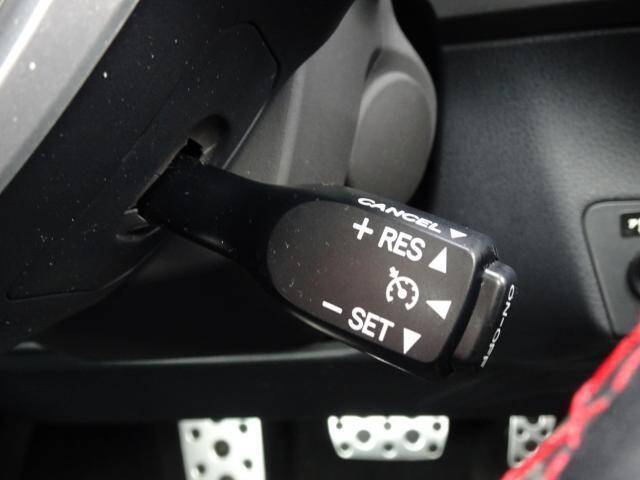 CANCEL
+ RES
- SET
ON-OFF